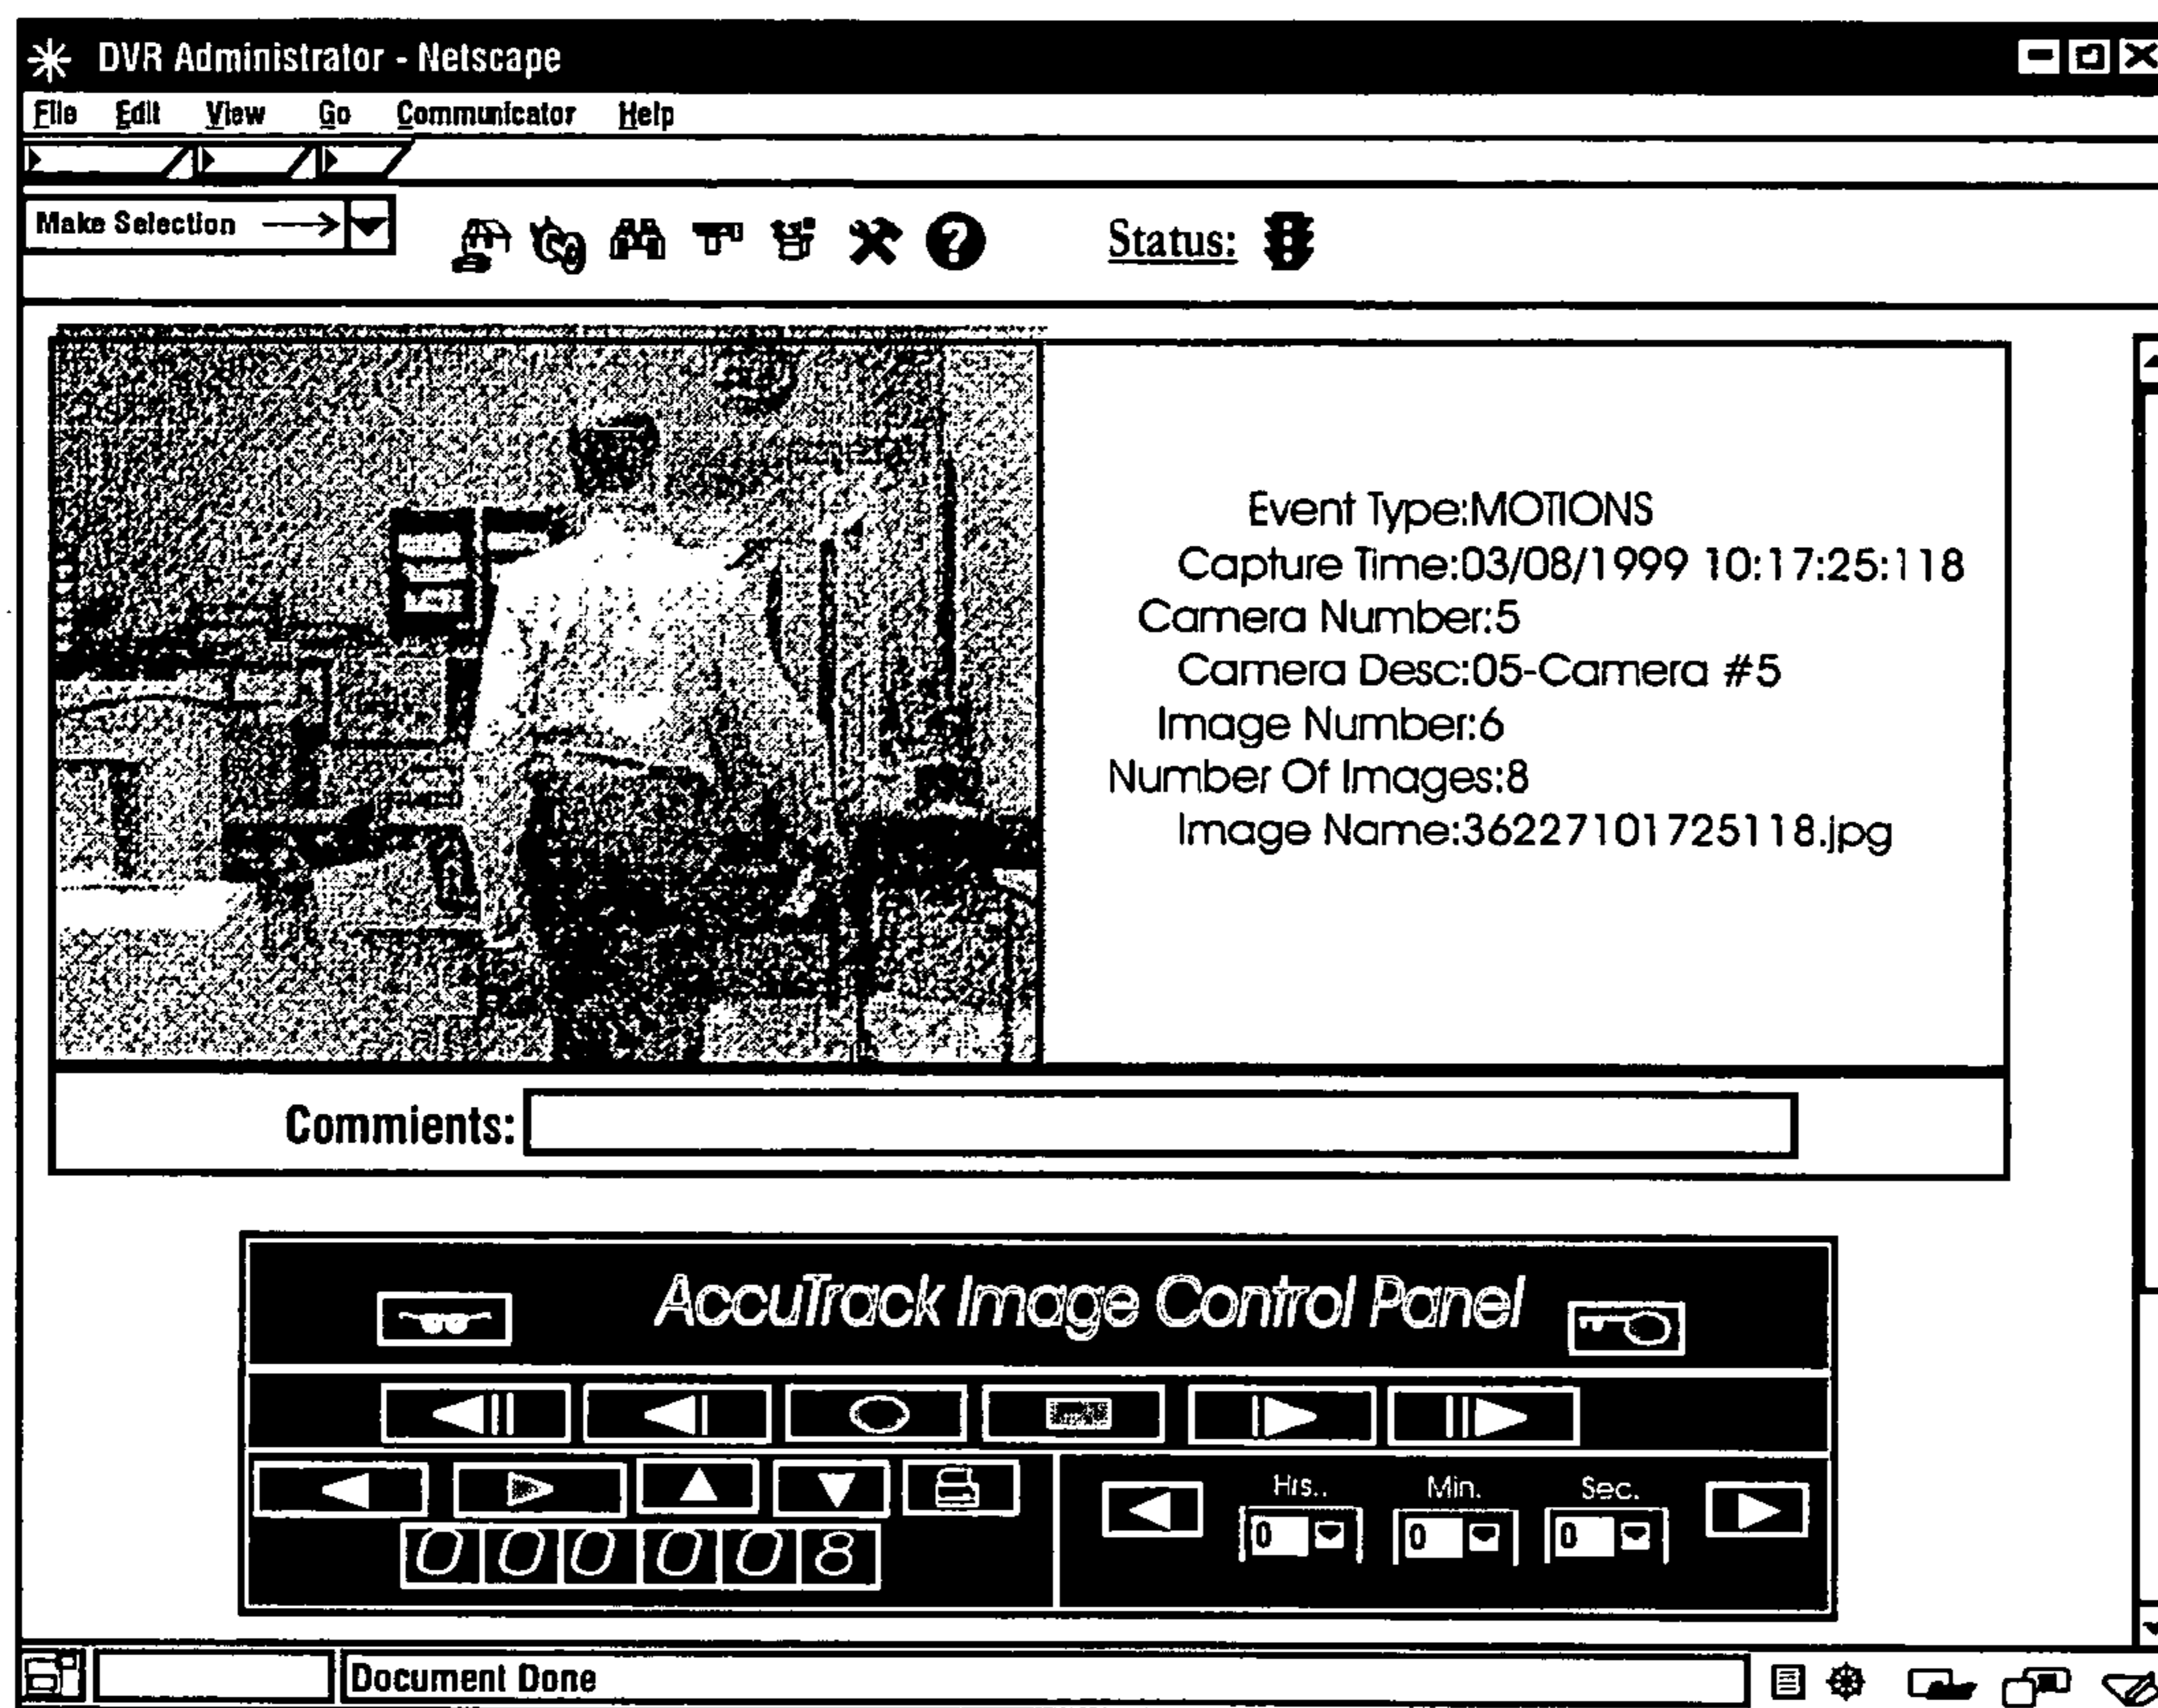 DVR Administrator - Netscape
File Edit View Go Communicator Help
Make Selection
Status:
Event Type:MOTIONS
Capture Time:03/08/1999 10:17:25:118
Camera Number:5
Camera Desc:05-Camera #5
Image Number:6
Number Of Images:8
Image Name:36227101725118.jpg
Commients:
AccuTrack Image Control Panel
Hrs.. Min. Sec.
0 0 0
000008
Document Done